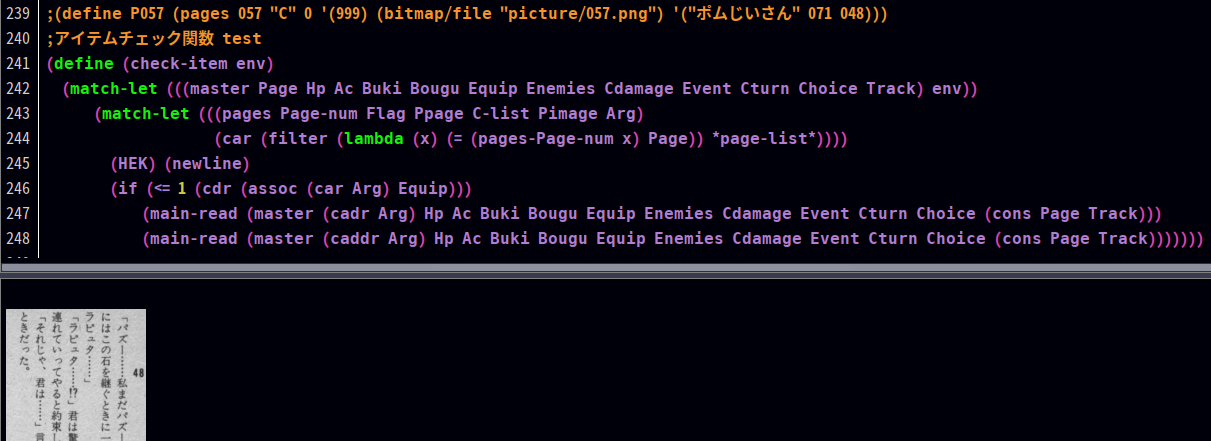 239 ;(define P057 (pages 057 "C" 0 '(999) (bitmap/file "picture/057.png") '("ポムじいさん" 071 048)))
240 ;アイテムチェック関数 test
241 (define (check-item env)
242 (match-let (((master Page Hp Ac Buki Bougu Equip Enemies Cdamage Event Cturn Choice Track) env))
243 (match-let (((pages Page-num Flag Ppage C-list Pimage Arg)
244 (car (filter (lambda (x) (= (pages-Page-num x) Page)) *page-list*))))
245 (HEK) (newline)
246 (if (<= 1 (cdr (assoc (car Arg) Equip)))
247 (main-read (master (cadr Arg) Hp Ac Buki Bougu Equip Enemies Cdamage Event Cturn Choice (cons Page Track)))
248 (main-read (master (caddr Arg) Hp Ac Buki Bougu Equip Enemies Cdamage Event Cturn Choice (cons Page Track)))))))
48
「パズー……私まだパズー
にはこの石を継ぐときに一
ラピュタ……」
「ラピュタ……!?」君は驚
連れていってやると約束し
「それじゃ、君は……」言
ときだった。